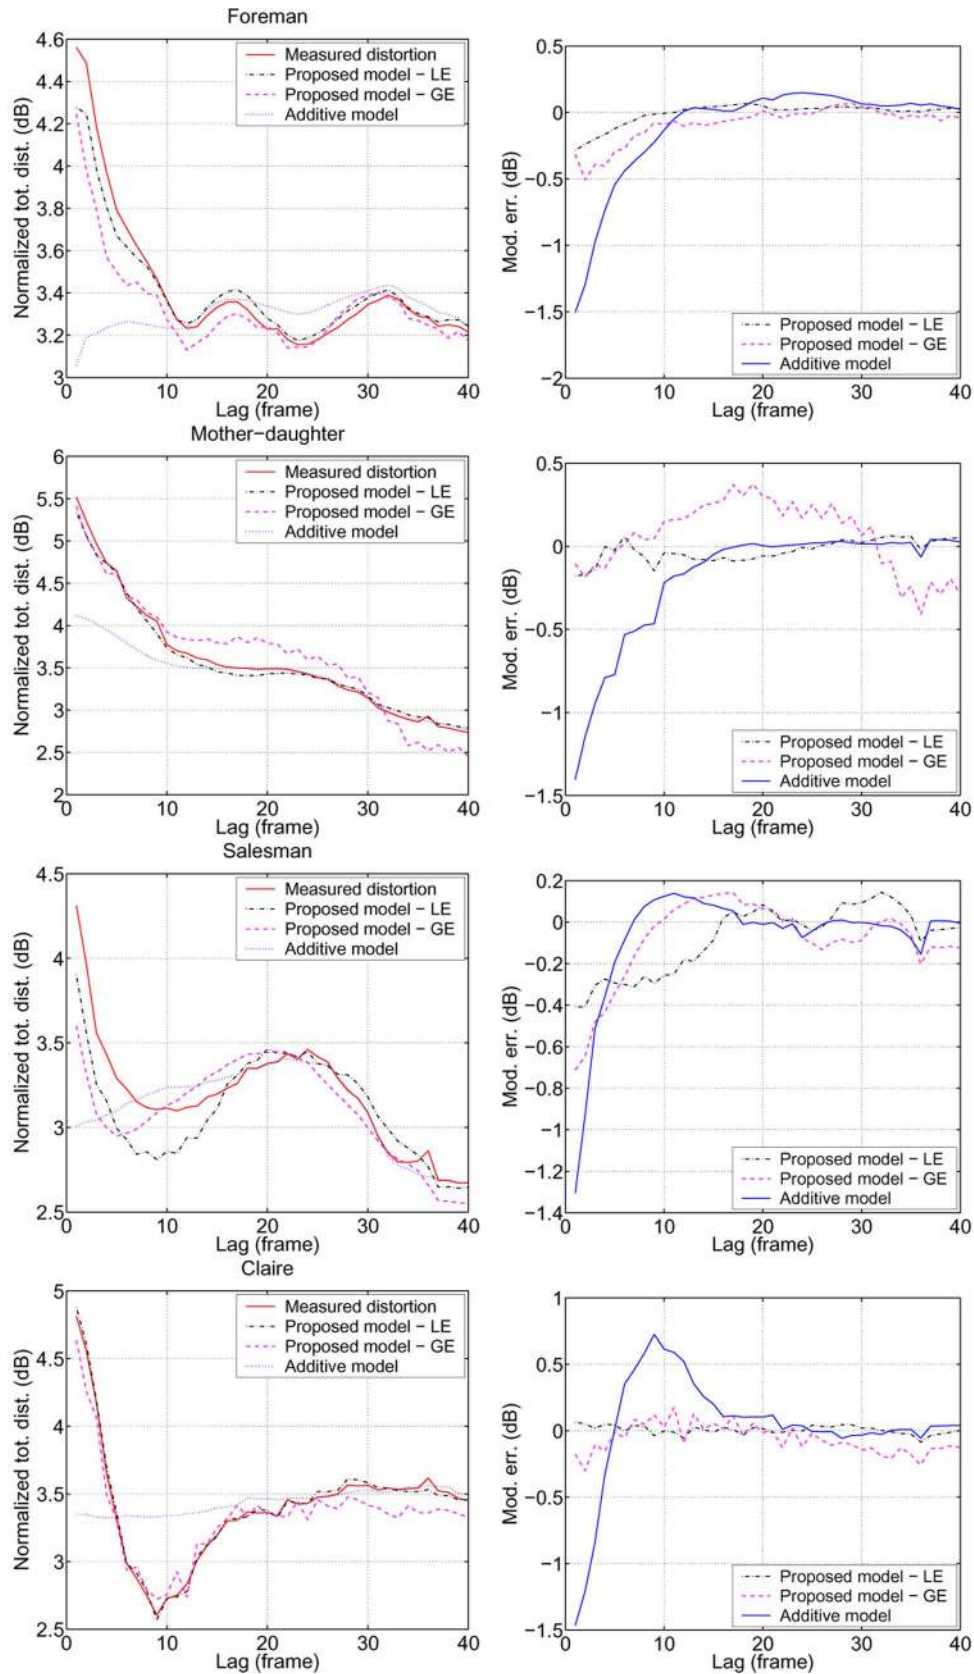 Foreman
Normalized tot. dist. (dB)
4.6
4.4
4.2
4
3.8
3.6
3.4
3.2
3
Measured distortion
Proposed model − LE
Proposed model − GE
Additive model
0 10 20 30 40
Lag (frame)
Mod. err. (dB)
0.5
0
−0.5
−1
−1.5
−2
Proposed model − LE
Proposed model − GE
Additive model
0 10 20 30 40
Lag (frame)
Mother−daughter
Normalized tot. dist. (dB)
6
5.5
5
4.5
4
3.5
3
2.5
2
Measured distortion
Proposed model − LE
Proposed model − GE
Additive model
0 10 20 30 40
Lag (frame)
Mod. err. (dB)
0.5
0
−0.5
−1
−1.5
Proposed model − LE
Proposed model − GE
Additive model
0 10 20 30 40
Lag (frame)
Salesman
Normalized tot. dist. (dB)
4.5
4
3.5
3
2.5
Measured distortion
Proposed model − LE
Proposed model − GE
Additive model
0 10 20 30 40
Lag (frame)
Mod. err. (dB)
0.2
0
−0.2
−0.4
−0.6
−0.8
−1
−1.2
−1.4
Proposed model − LE
Proposed model − GE
Additive model
0 10 20 30 40
Lag (frame)
Claire
Normalized tot. dist. (dB)
5
4.5
4
3.5
3
2.5
Measured distortion
Proposed model − LE
Proposed model − GE
Additive model
0 10 20 30 40
Lag (frame)
Mod. err. (dB)
1
0.5
0
−0.5
−1
−1.5
Proposed model − LE
Proposed model − GE
Additive model
0 10 20 30 40
Lag (frame)